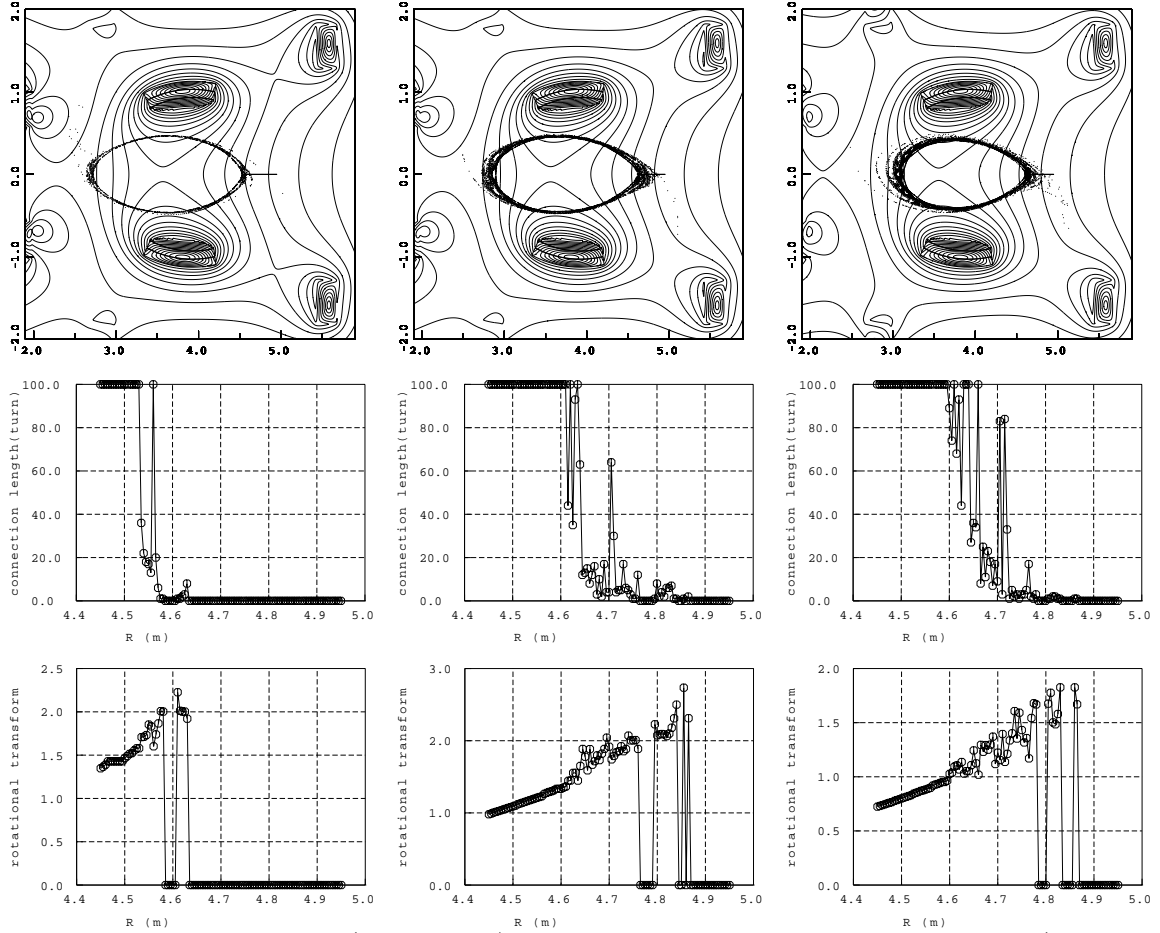 2.0 2.0 2.0
1.0 1.0 1.0
0.0 0.0 0.0
-1.0 -1.0 -1.0
-2.0 -2.0 -2.0
-2.0 3.0 4.0 5.0 -2.0 3.0 4.0 5.0 -2.0 3.0 4.0 5.0
connection length(turn) connection length(turn) connection length(turn)
100.0 100.0 100.0
80.0 80.0 80.0
60.0 60.0 60.0
40.0 40.0 40.0
20.0 20.0 20.0
0.0 0.0 0.0
4.4 4.5 4.6 4.7 4.8 4.9 5.0 4.4 4.5 4.6 4.7 4.8 4.9 5.0 4.4 4.5 4.6 4.7 4.8 4.9 5.0
R (m) R (m) R (m)
rotational transform rotational transform rotational transform
2.5 3.0 2.0
2.0 2.0 1.5
1.5 1.0 1.0
1.0 0.0 0.5
0.5 0.0
0.0
4.4 4.5 4.6 4.7 4.8 4.9 5.0 4.4 4.5 4.6 4.7 4.8 4.9 5.0 4.4 4.5 4.6 4.7 4.8 4.9 5.0
R (m) R (m) R (m)